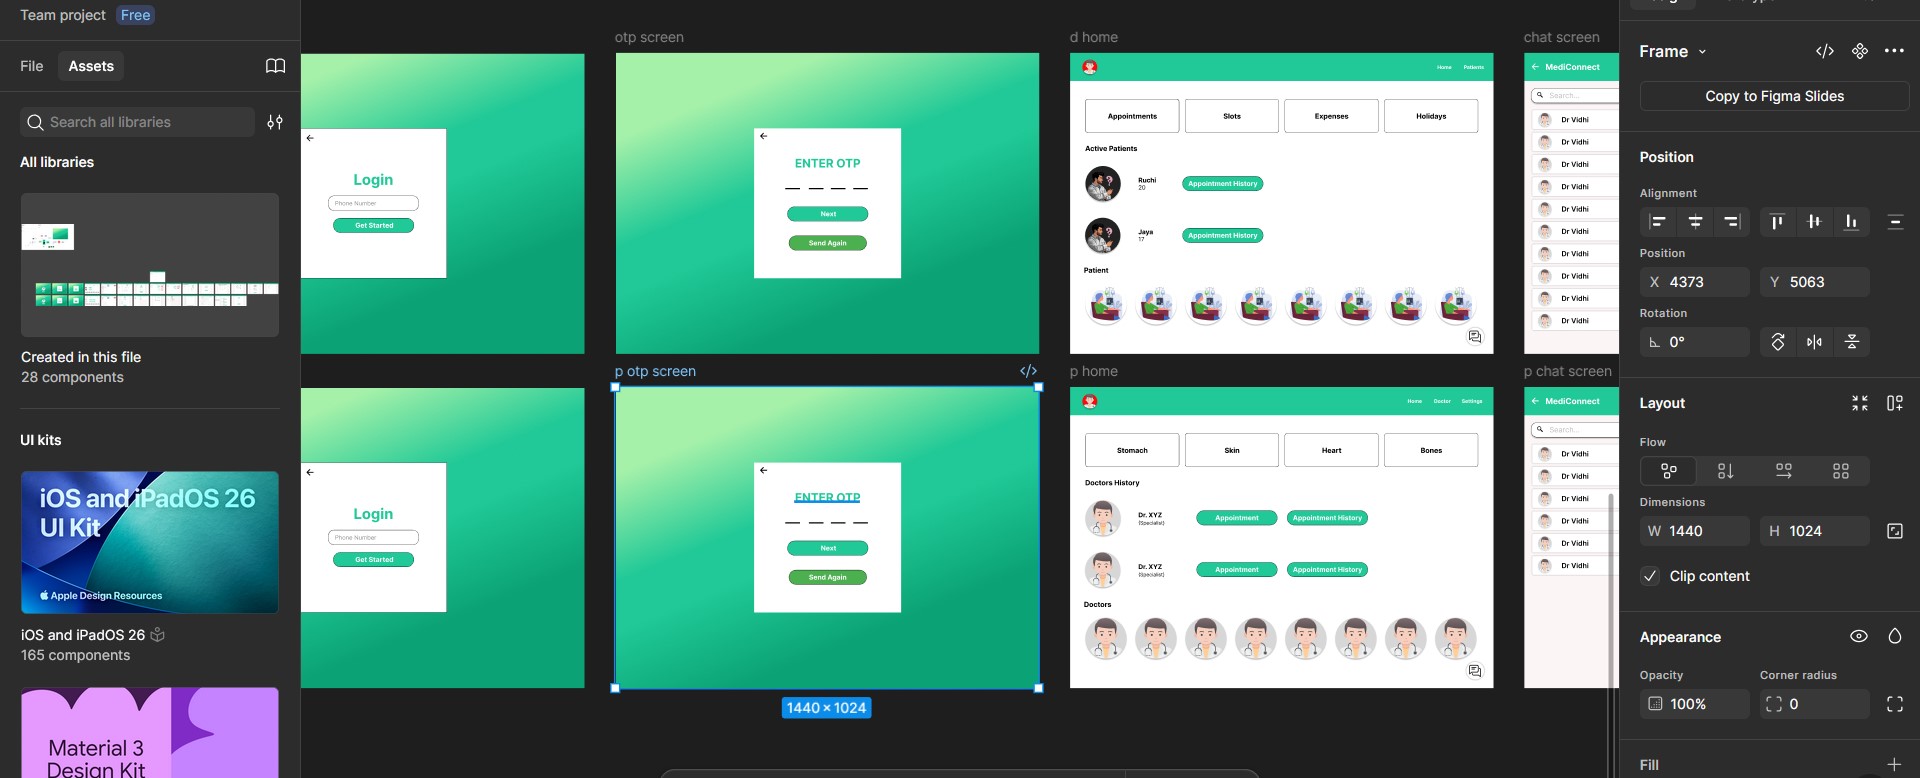 Team project Free
File
Assets
Search all libraries
All libraries
Created in this file
28 components
UI kits
iOS and iPadOS 26
UI Kit
Apple Design Resources
iOS and iPadOS 26
165 components
Material 3
Design Kit
Login
Phone Number
Get Started
otp screen
ENTER OTP
Next
Send Again
d home
Home Patients
Appointments
Slots
Expenses
Holidays
Active Patients
Ruchi
20
Appointment History
Jaya
17
Appointment History
Patient
chat screen
MediConnect
Search...
Dr Vidhi
Dr Vidhi
Dr Vidhi
Dr Vidhi
Dr Vidhi
Dr Vidhi
Dr Vidhi
Dr Vidhi
Dr Vidhi
Dr Vidhi
Login
Phone Number
Get Started
p otp screen
ENTER OTP
Next
Send Again
1440 × 1024
p home
Home Doctor Settings
Stomach
Skin
Heart
Bones
Doctors History
Dr. XYZ
(Specialist)
Appointment
Appointment History
Dr. XYZ
(Specialist)
Appointment
Appointment History
Doctors
p chat screen
MediConnect
Search...
Dr Vidhi
Dr Vidhi
Dr Vidhi
Dr Vidhi
Dr Vidhi
Dr Vidhi
Frame
Copy to Figma Slides
Position
Alignment
Position
X 4373
Y 5063
Rotation
0°
Layout
Flow
Dimensions
W 1440
H 1024
Clip content
Appearance
Opacity
Corner radius
100%
0
Fill